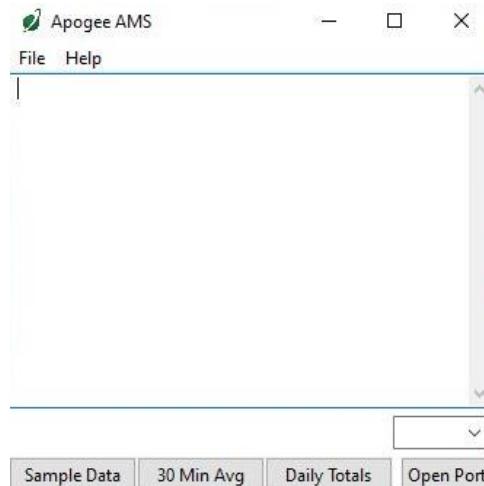 Apogee AMS
File Help
Sample Data 30 Min Avg Daily Totals Open Port